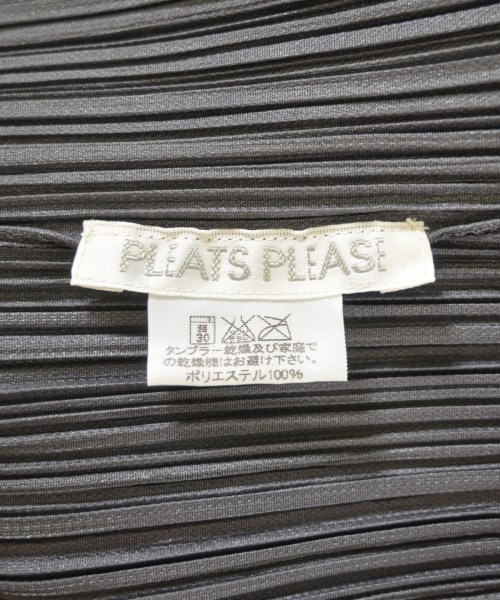 PLEATS PLEASE
弱
30
タンブラー乾燥及び家庭で
の乾燥機はお避け下さい。
ポリエステル100%